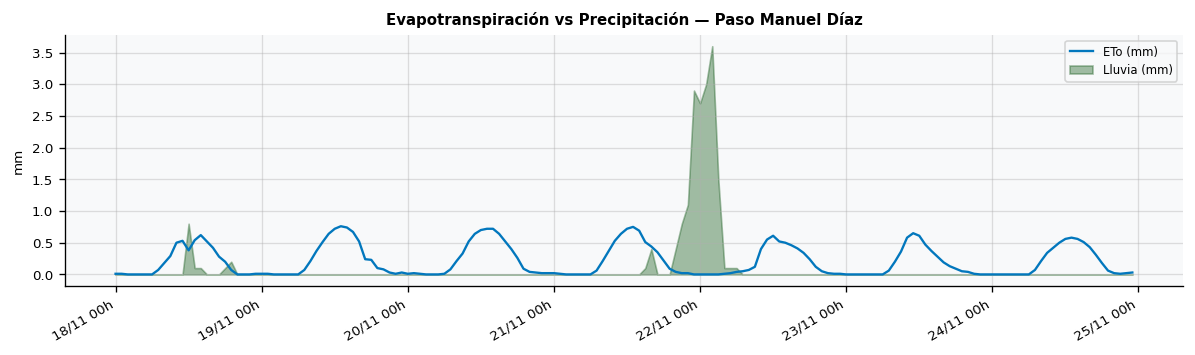 Evapotranspiración vs Precipitación — Paso Manuel Díaz
ETo (mm)
Lluvia (mm)
mm
3.5
3.0
2.5
2.0
1.5
1.0
0.5
0.0
18/11 00h
19/11 00h
20/11 00h
21/11 00h
22/11 00h
23/11 00h
24/11 00h
25/11 00h